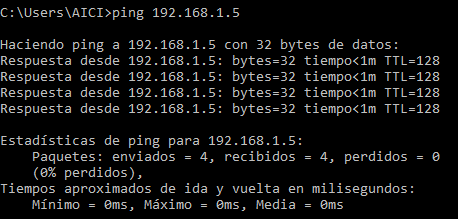 C:\Users\AICI>ping 192.168.1.5
Haciendo ping a 192.168.1.5 con 32 bytes de datos:
Respuesta desde 192.168.1.5: bytes=32 tiempo<1m TTL=128
Respuesta desde 192.168.1.5: bytes=32 tiempo<1m TTL=128
Respuesta desde 192.168.1.5: bytes=32 tiempo<1m TTL=128
Respuesta desde 192.168.1.5: bytes=32 tiempo<1m TTL=128
Estadísticas de ping para 192.168.1.5:
Paquetes: enviados = 4, recibidos = 4, perdidos = 0
(0% perdidos),
Tiempos aproximados de ida y vuelta en milisegundos:
Mínimo = 0ms, Máximo = 0ms, Media = 0ms